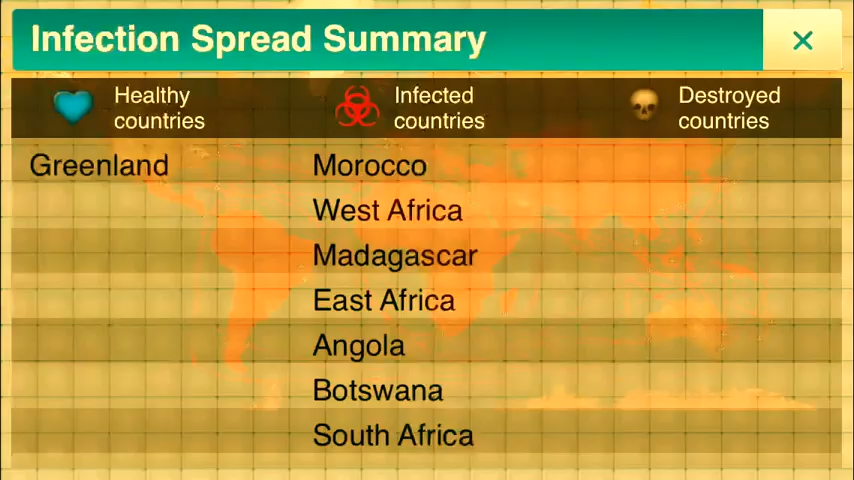 Infection Spread Summary
Healthy countries
Infected countries
Destroyed countries
Greenland
Morocco
West Africa
Madagascar
East Africa
Angola
Botswana
South Africa